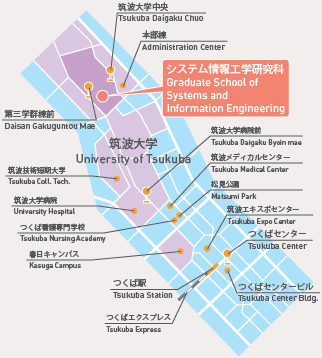 筑波大学中央
Tsukuba Daigaku Chuo
本部棟
Administration Center
システム情報工学研究科
Graduate School of
Systems and
Information Engineering
第三学群棟前
Daisan Gakuguntou Mae
筑波大学
University of Tsukuba
筑波大学病院前
Tsukuba Daigaku Byoin mae
筑波メディカルセンター
Tsukuba Medical Center
筑波技術短期大学
Tsukuba Coll. Tech.
松見公園
Matsumi Park
筑波大学病院
University Hospital
筑波エキスポセンター
Tsukuba Expo Center
つくば看護専門学校
Tsukuba Nursing Academy
つくばセンター
Tsukuba Center
春日キャンパス
Kasuga Campus
つくば駅
Tsukuba Station
つくばセンタービル
Tsukuba Center Bldg.
つくばエクスプレス
Tsukuba Express